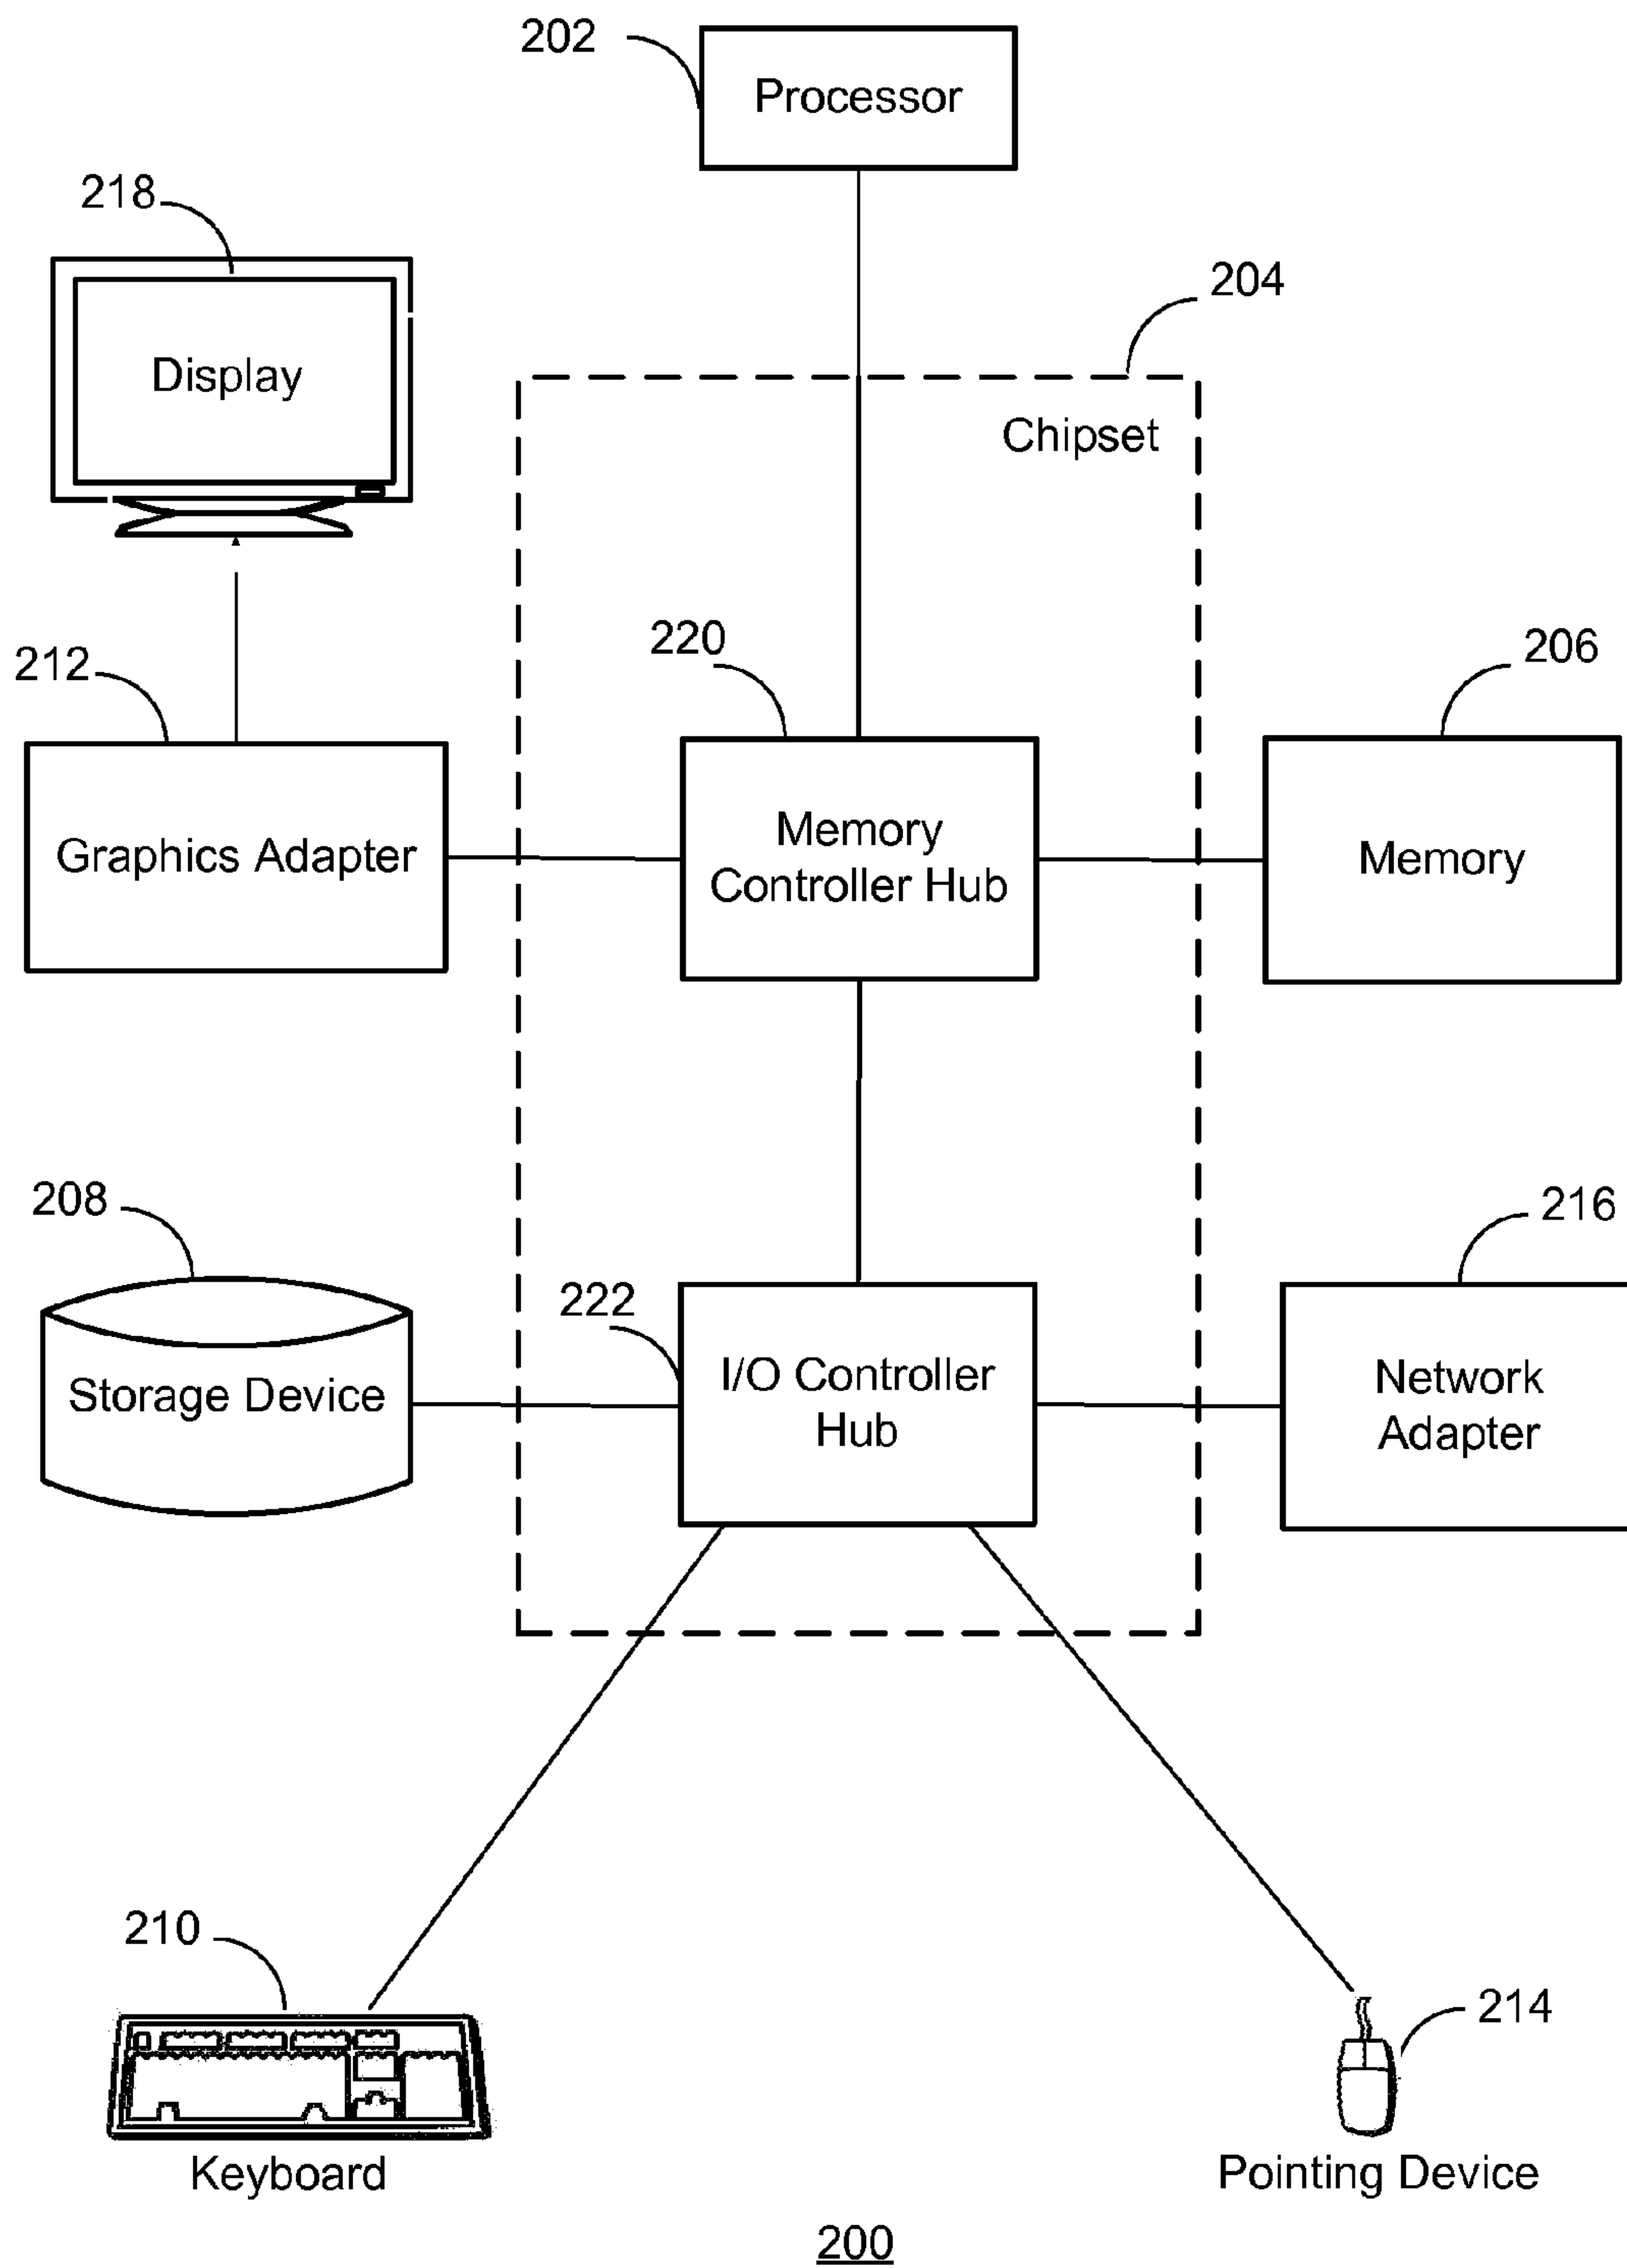 202
Processor
218
204
Display
Chipset
220
206
212
Memory
Controller Hub
Graphics Adapter
Memory
208
216
222
I/O Controller
Hub
Storage Device
Network
Adapter
210
214
Keyboard
Pointing Device
200